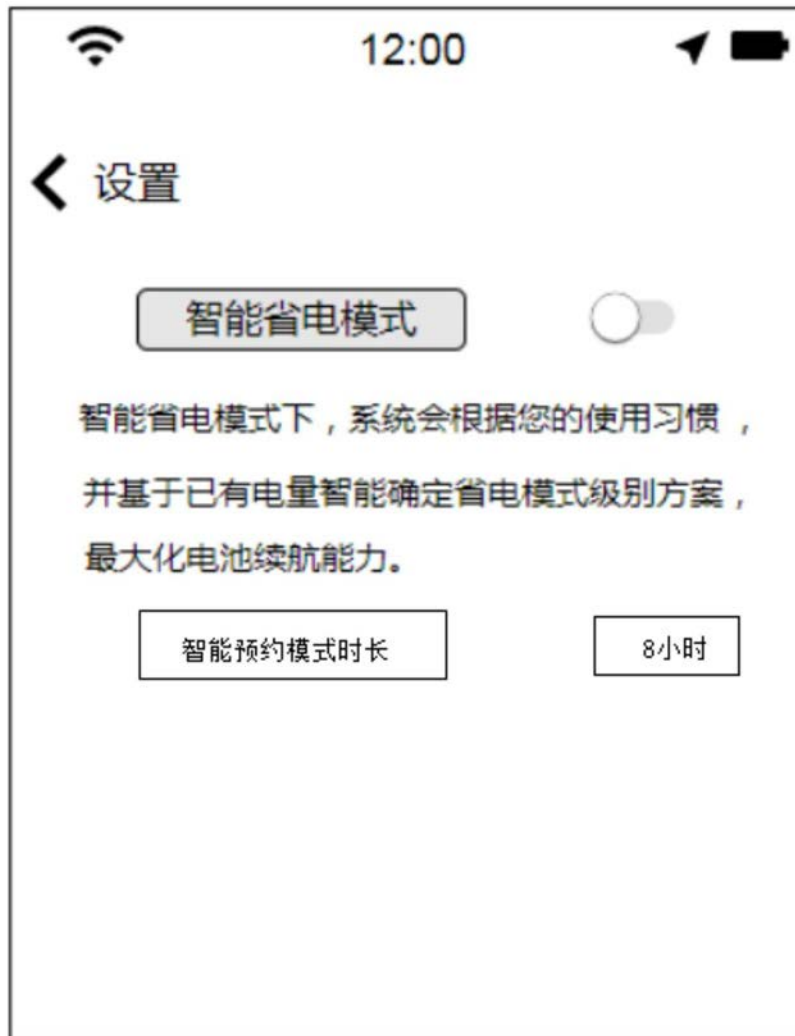 12:00
设置
智能省电模式
智能省电模式下，系统会根据您的使用习惯，
并基于已有电量智能确定省电模式级别方案，
最大化电池续航能力。
智能预约模式时长 8小时